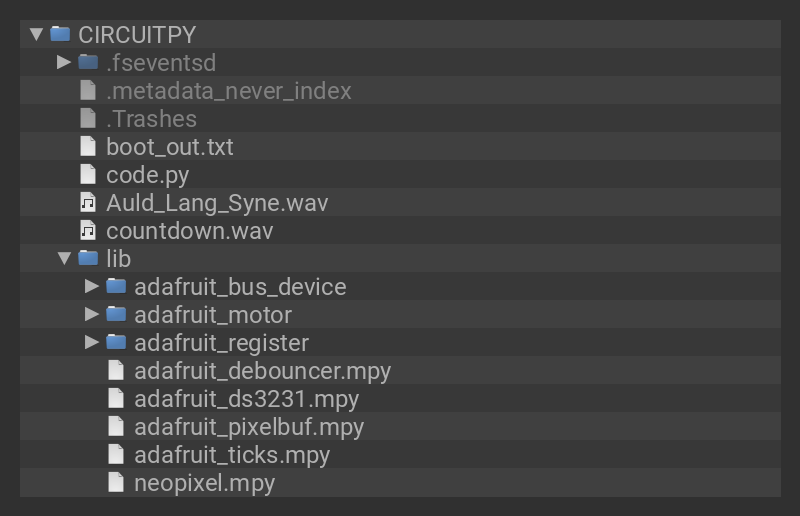 CIRCUITPY
.fseventsd
.metadata_never_index
.Trashes
boot_out.txt
code.py
Auld_Lang_Syne.wav
countdown.wav
lib
adafruit_bus_device
adafruit_motor
adafruit_register
adafruit_debouncer.mpy
adafruit_ds3231.mpy
adafruit_pixelbuf.mpy
adafruit_ticks.mpy
neopixel.mpy